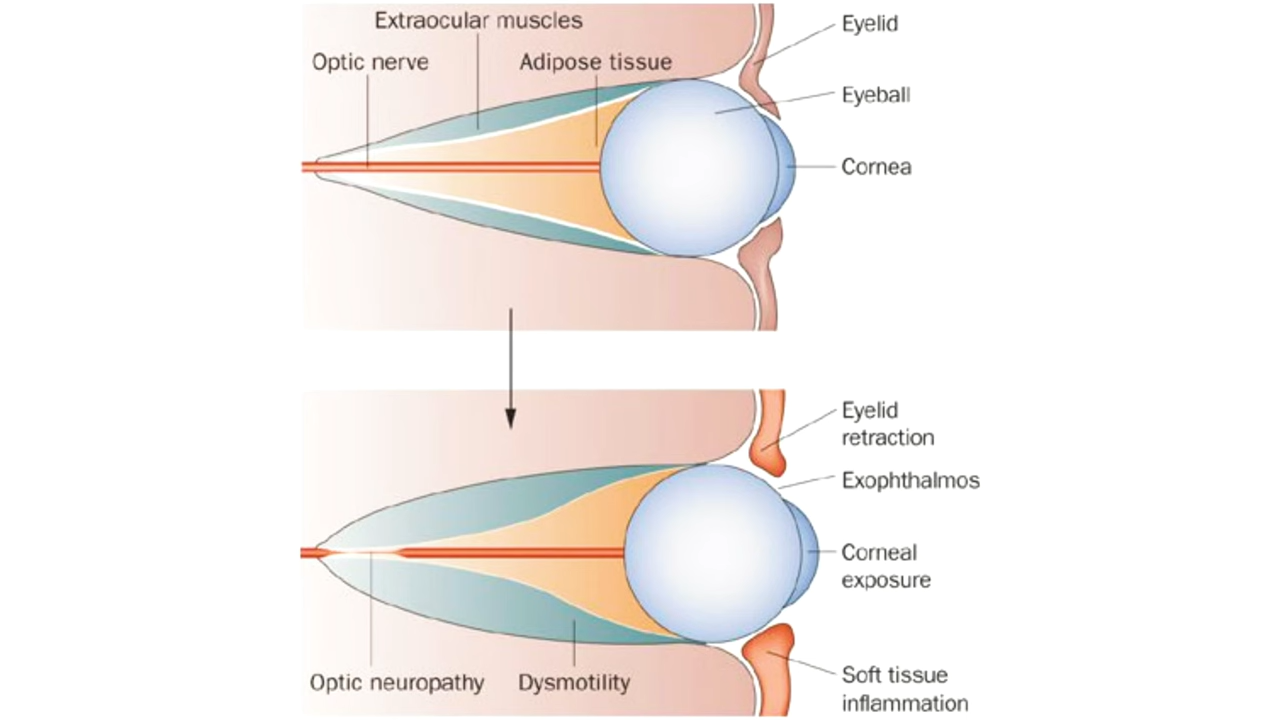 Extraocular muscles
Eyelid
Optic nerve
Adipose tissue
Eyeball
Cornea
Eyelid
retraction
Exophthalmos
Corneal
exposure
Optic neuropathy
Dysmotility
Soft tissue
inflammation